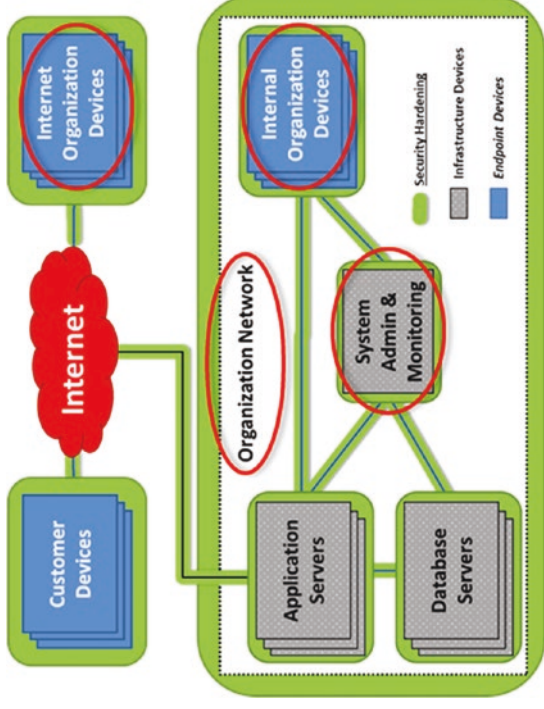 Customer
Devices
Internet
Internet
Organization
Devices
Organization Network
Application
Servers
Database
Servers
System
Admin &
Monitoring
Internal
Organization
Devices
Security Hardening
Infrastructure Devices
Endpoint Devices